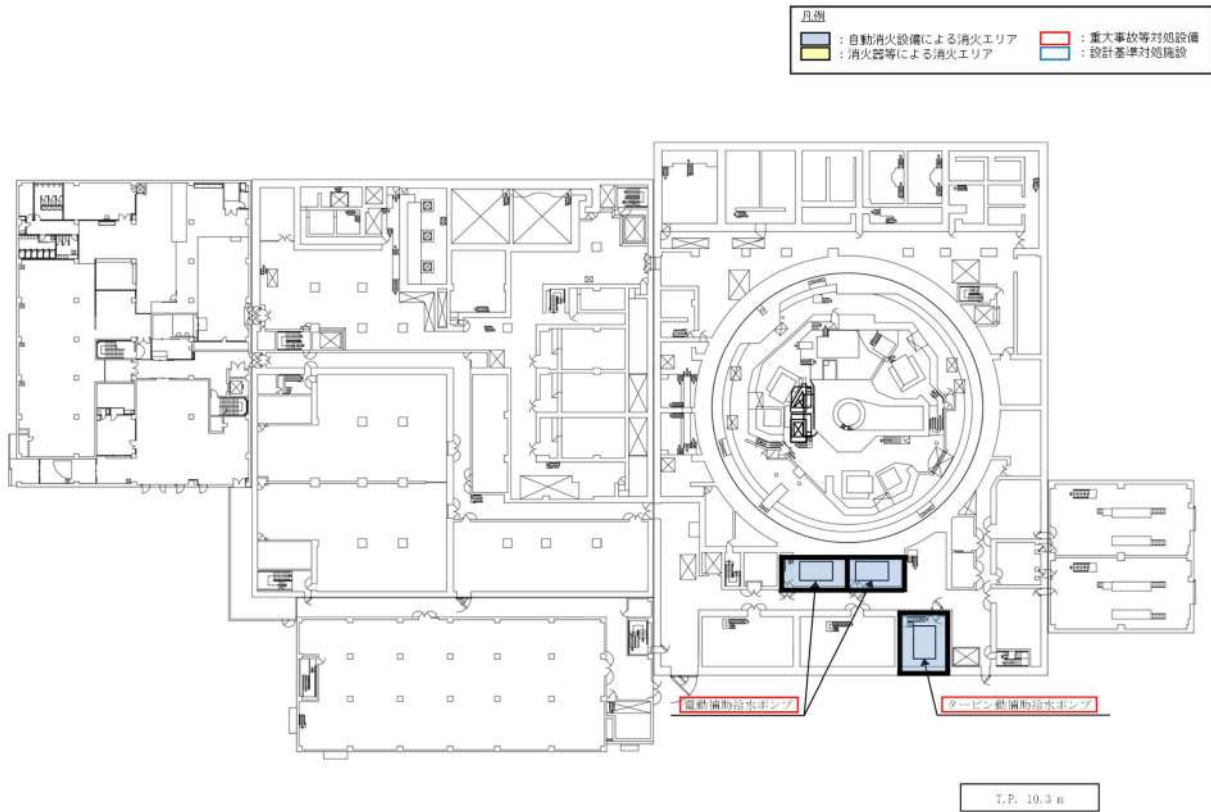 凡例
：自動消火設備による消火エリア
：消火器等による消火エリア
：重大事故等対処設備
：設計基準対処施設
電動補助給水ポンプ
タービン動補助給水ポンプ
T.P. 10.3 m